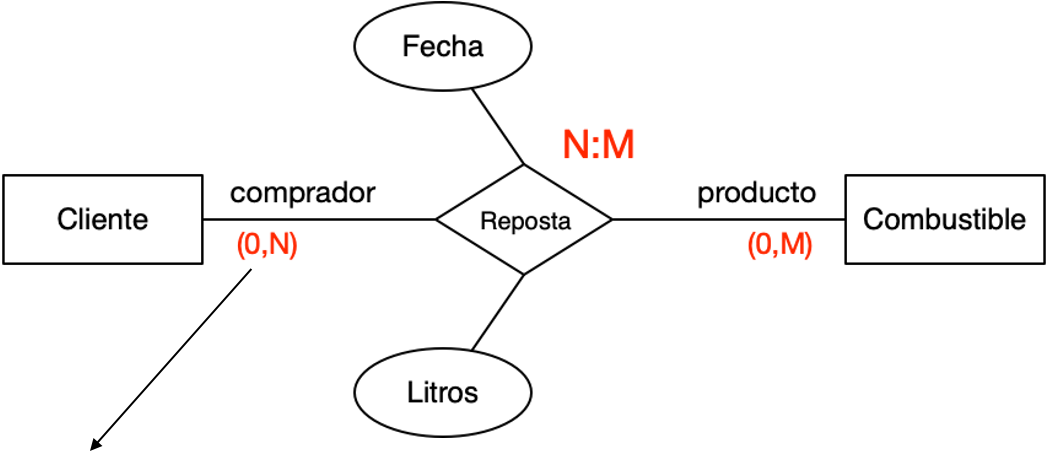 Fecha
N:M
comprador
producto
Cliente
Reposta
Combustible
(0,N)
(0,M)
Litros